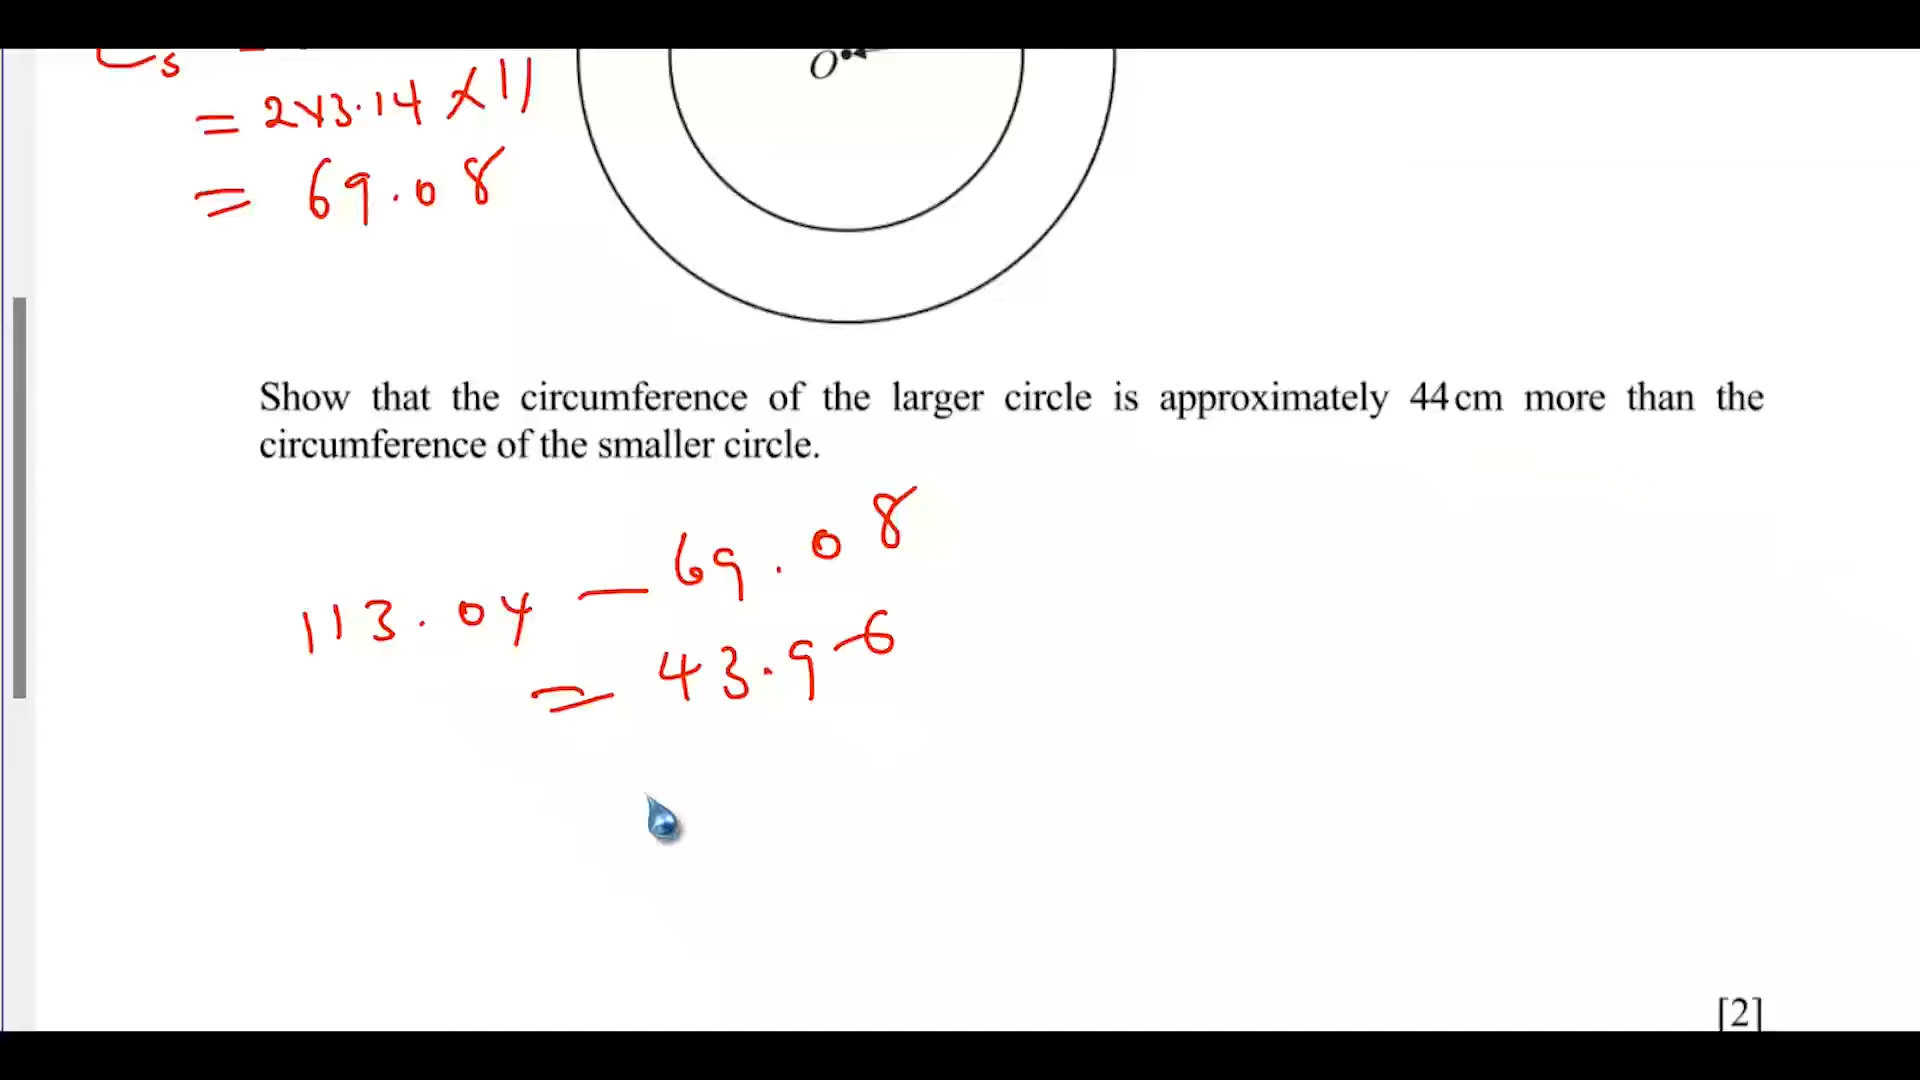 Cs =
= 2×3.14 × 11
= 69.08
O
Show that the circumference of the larger circle is approximately 44 cm more than the
circumference of the smaller circle.
113.04 — 69.08
= 43.96
[2]